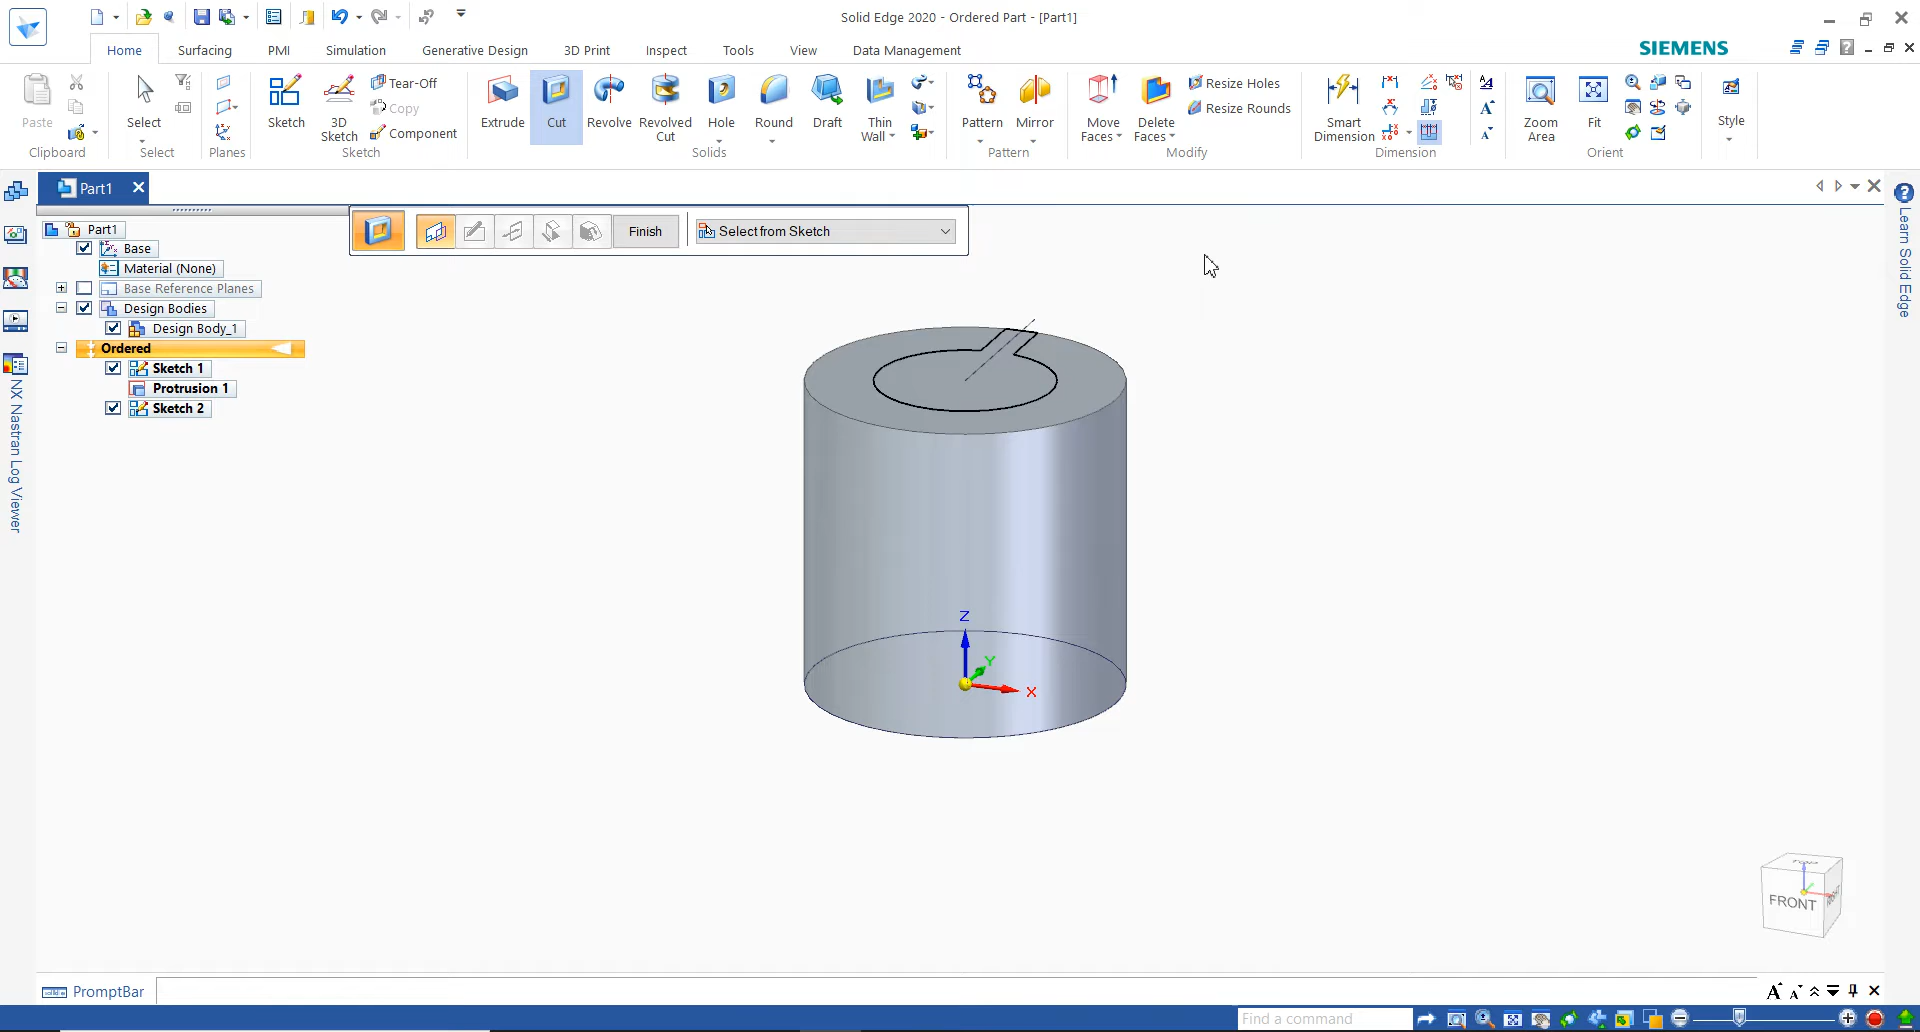 Solid Edge 2020 - Ordered Part - [Part1]
Home Surfacing PMI Simulation Generative Design 3D Print Inspect Tools View Data Management SIEMENS
Paste Select Sketch 3D Sketch Tear-Off Copy Component Extrude Cut Revolve Revolved Cut Hole Round Draft Thin Wall Pattern Mirror Move Faces Delete Faces Resize Holes Resize Rounds Smart Dimension Zoom Area Fit Style
Clipboard Select Planes Sketch Solids Pattern Modify Dimension Orient
Part1
Finish Select from Sketch
Part1
Base
Material (None)
Base Reference Planes
Design Bodies
Design Body_1
Ordered
Sketch 1
Protrusion 1
Sketch 2
NX Nastran Log Viewer
Learn Solid Edge
Z
Y
X
TOP
FRONT
PromptBar
Find a command